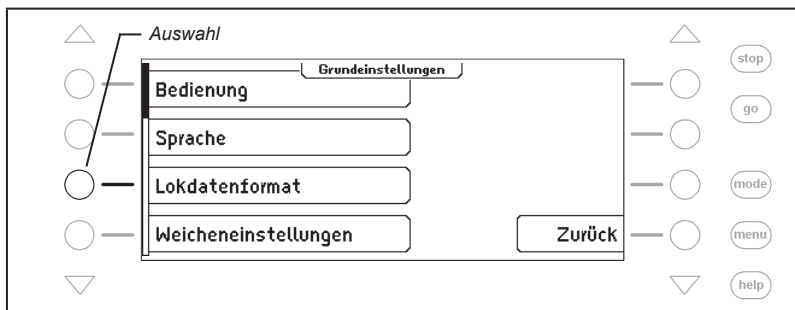 Auswahl
stop
Grundeinstellungen
Bedienung
go
Sprache
Lokdatenformat
mode
Weicheneinstellungen
Zurück
menu
help